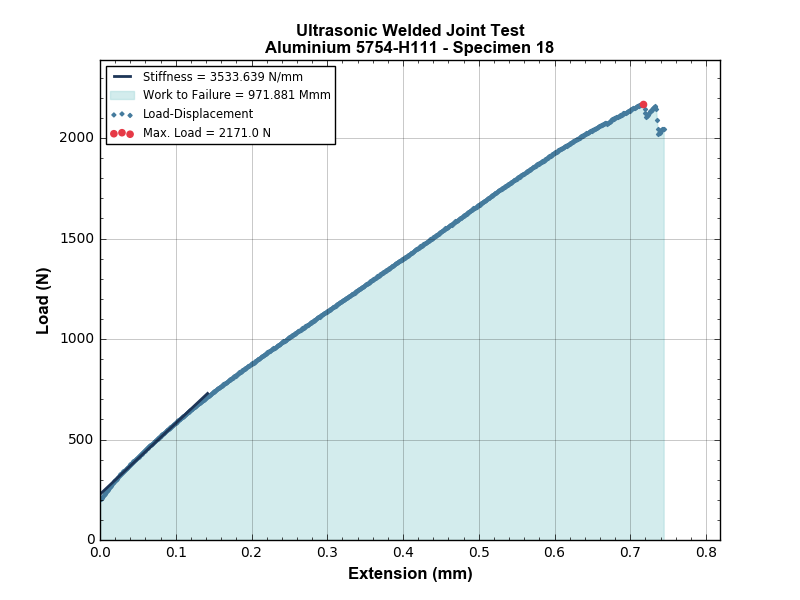 Ultrasonic Welded Joint Test
Aluminium 5754-H111 - Specimen 18
Stiffness = 3533.639 N/mm
Work to Failure = 971.881 Mmm
Load-Displacement
Max. Load = 2171.0 N
2000
1500
1000
500
0
Load (N)
0.0 0.1 0.2 0.3 0.4 0.5 0.6 0.7 0.8
Extension (mm)